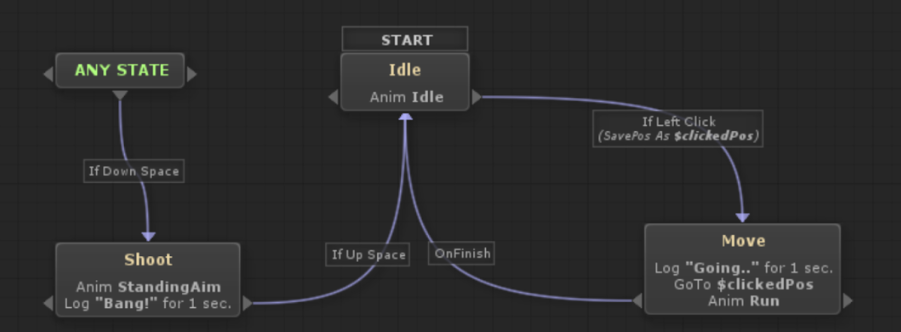 START
ANY STATE
Idle
Anim Idle
If Left Click
(SavePos As $clickedPos)
If Down Space
If Up Space
OnFinish
Shoot
Anim StandingAim
Log "Bang!" for 1 sec.
Move
Log "Going.." for 1 sec.
GoTo $clickedPos
Anim Run